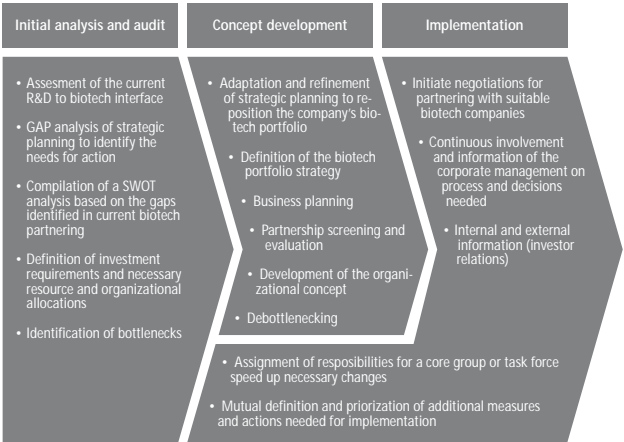 Initial analysis and audit
Concept development
Implementation
• Assesment of the current
R&D to biotech interface
• GAP analysis of strategic
planning to identify the
needs for action
• Compilation of a SWOT
analysis based on the gaps
identified in current biotech
partnering
• Definition of investment
requirements and necessary
resource and organizational
allocations
• Identification of bottlenecks
• Adaptation and refinement
of strategic planning to re-
position the company's bio-
tech portfolio
• Definition of the biotech
portfolio strategy
• Business planning
• Partnership screening and
evaluation
• Development of the organi-
zational concept
• Debottlenecking
• Initiate negotiations for
partnering with suitable
biotech companies
• Continuous involvement
and information of the
corporate management on
process and decisions
needed
• Internal and external
information (investor
relations)
• Assignment of resposibilities for a core group or task force
speed up necessary changes
• Mutual definition and priorization of additional measures
and actions needed for implementation